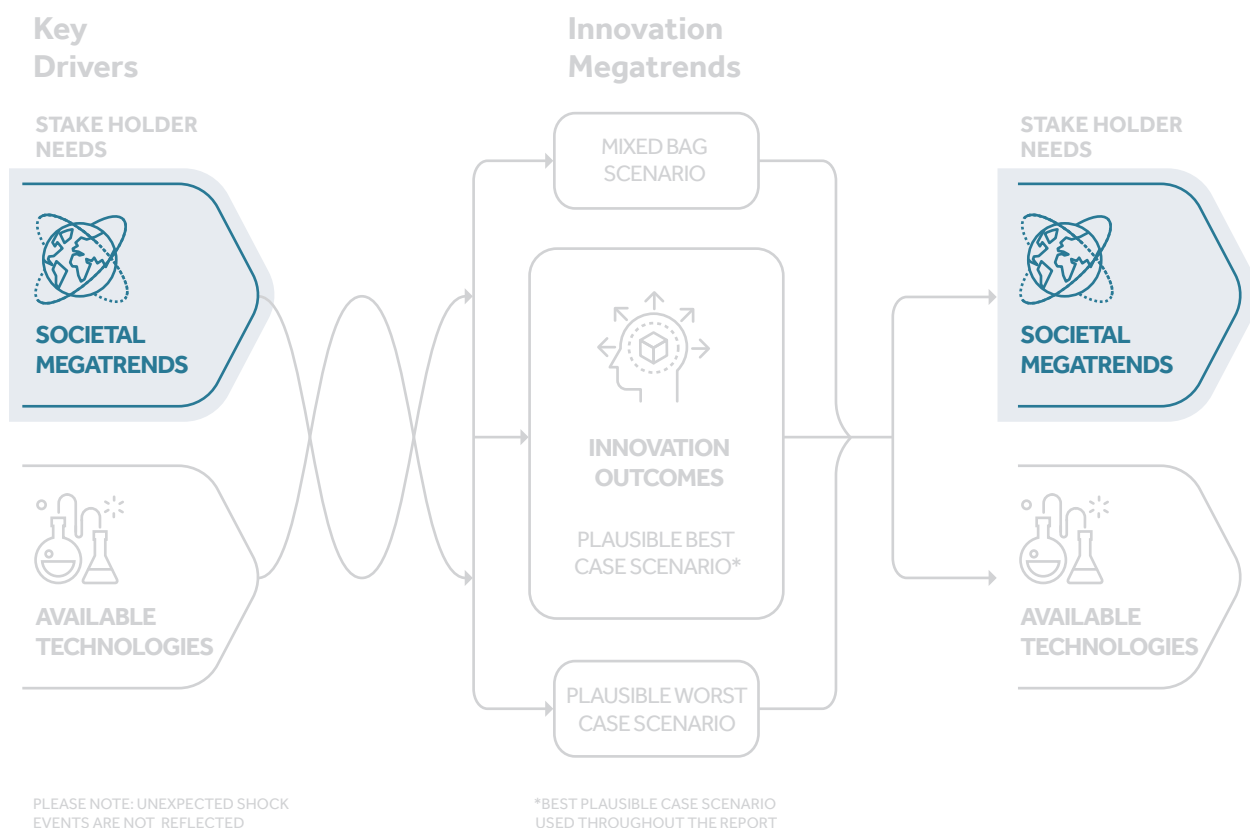 Key
Drivers
STAKE HOLDER
NEEDS
SOCIETAL
MEGATRENDS
AVAILABLE
TECHNOLOGIES
PLEASE NOTE: UNEXPECTED SHOCK
EVENTS ARE NOT REFLECTED
Innovation
Megatrends
MIXED BAG
SCENARIO
INNOVATION
OUTCOMES
PLAUSIBLE BEST
CASE SCENARIO*
PLAUSIBLE WORST
CASE SCENARIO
*BEST PLAUSIBLE CASE SCENARIO
USED THROUGHOUT THE REPORT
STAKE HOLDER
NEEDS
SOCIETAL
MEGATRENDS
AVAILABLE
TECHNOLOGIES